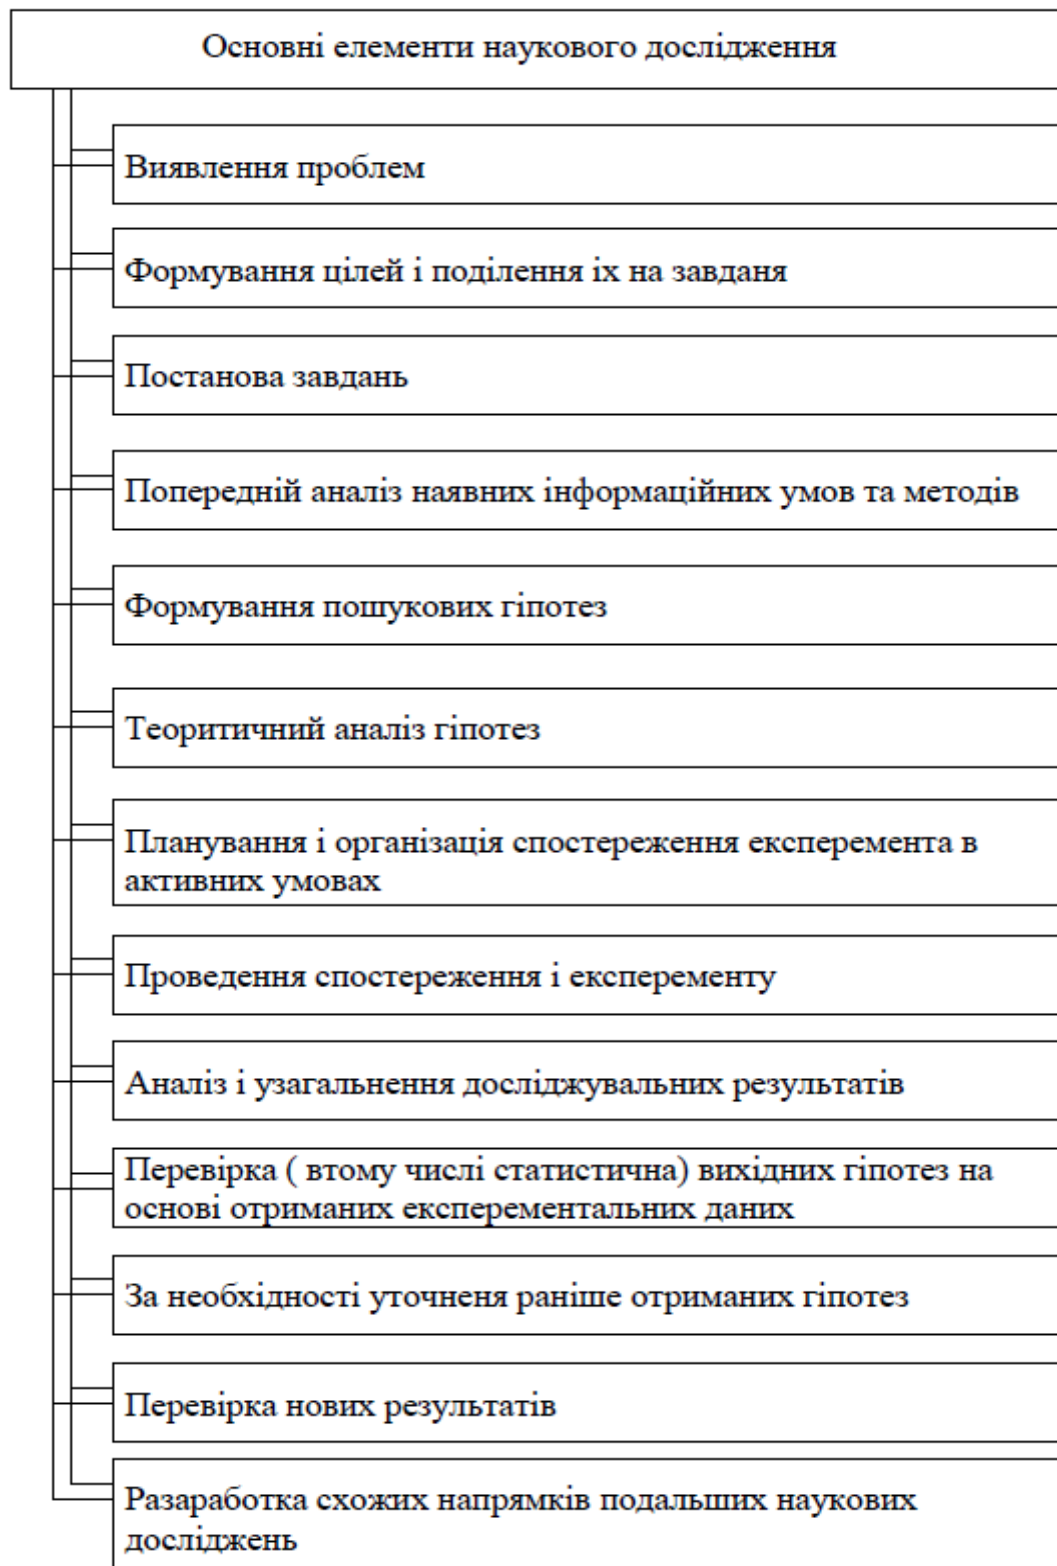 Основні елементи наукового дослідження
Виявлення проблем
Формування цілей і поділення іх на завданя
Постанова завдань
Попередній аналіз наявних інформаційних умов та методів
Формування пошукових гіпотез
Теоритичний аналіз гіпотез
Планування і організація спостереження експеремента в
активних умовах
Проведення спостереження і експеременту
Аналіз і узагальнення досліджувальних результатів
Перевірка ( втому числі статистична) вихідних гіпотез на
основі отриманих експерементальних даних
За необхідності уточненя раніше отриманих гіпотез
Перевірка нових результатів
Разаработка схожих напрямків подальших наукових
досліджень